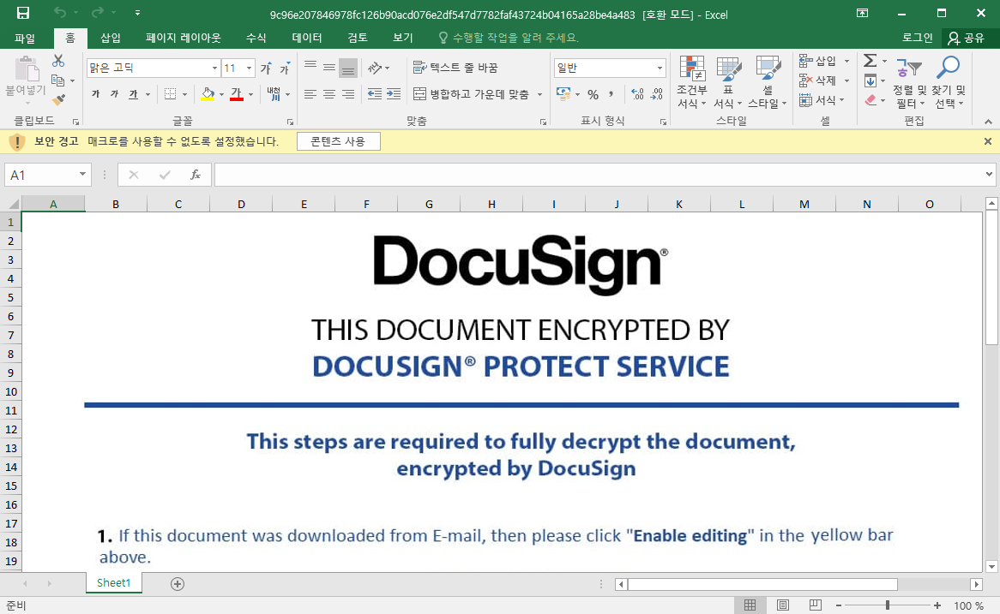 9c96e207846978fc126b90acd076e2df547d7782faf43724b04165a28be4a483 [호환 모드] - Excel
파일 홈 삽입 페이지 레이아웃 수식 데이터 검토 보기 수행할 작업을 알려 주세요. 로그인 공유
붙여넣기
클립보드
맑은 고딕 11 가 가
가 가 가 가 내천
글꼴
텍스트 줄 바꿈
병합하고 가운데 맞춤
맞춤
일반
% , .0 .00 .00 .0
표시 형식
조건부 서식 표 서식 셀 스타일
스타일
삽입
삭제
서식
셀
Σ 정렬 및 필터 찾기 및 선택
편집
보안 경고 매크로를 사용할 수 없도록 설정했습니다. 콘텐츠 사용
A1 fx
A B C D E F G H I J K L M N O
1
2
3
4
5
6
7
8
9
10
11
12
13
14
15
16
17
18
19
DocuSign®
THIS DOCUMENT ENCRYPTED BY
DOCUSIGN® PROTECT SERVICE
This steps are required to fully decrypt the document,
encrypted by DocuSign
1. If this document was downloaded from E-mail, then please click "Enable editing" in the yellow bar
above.
Sheet1
준비 100 %